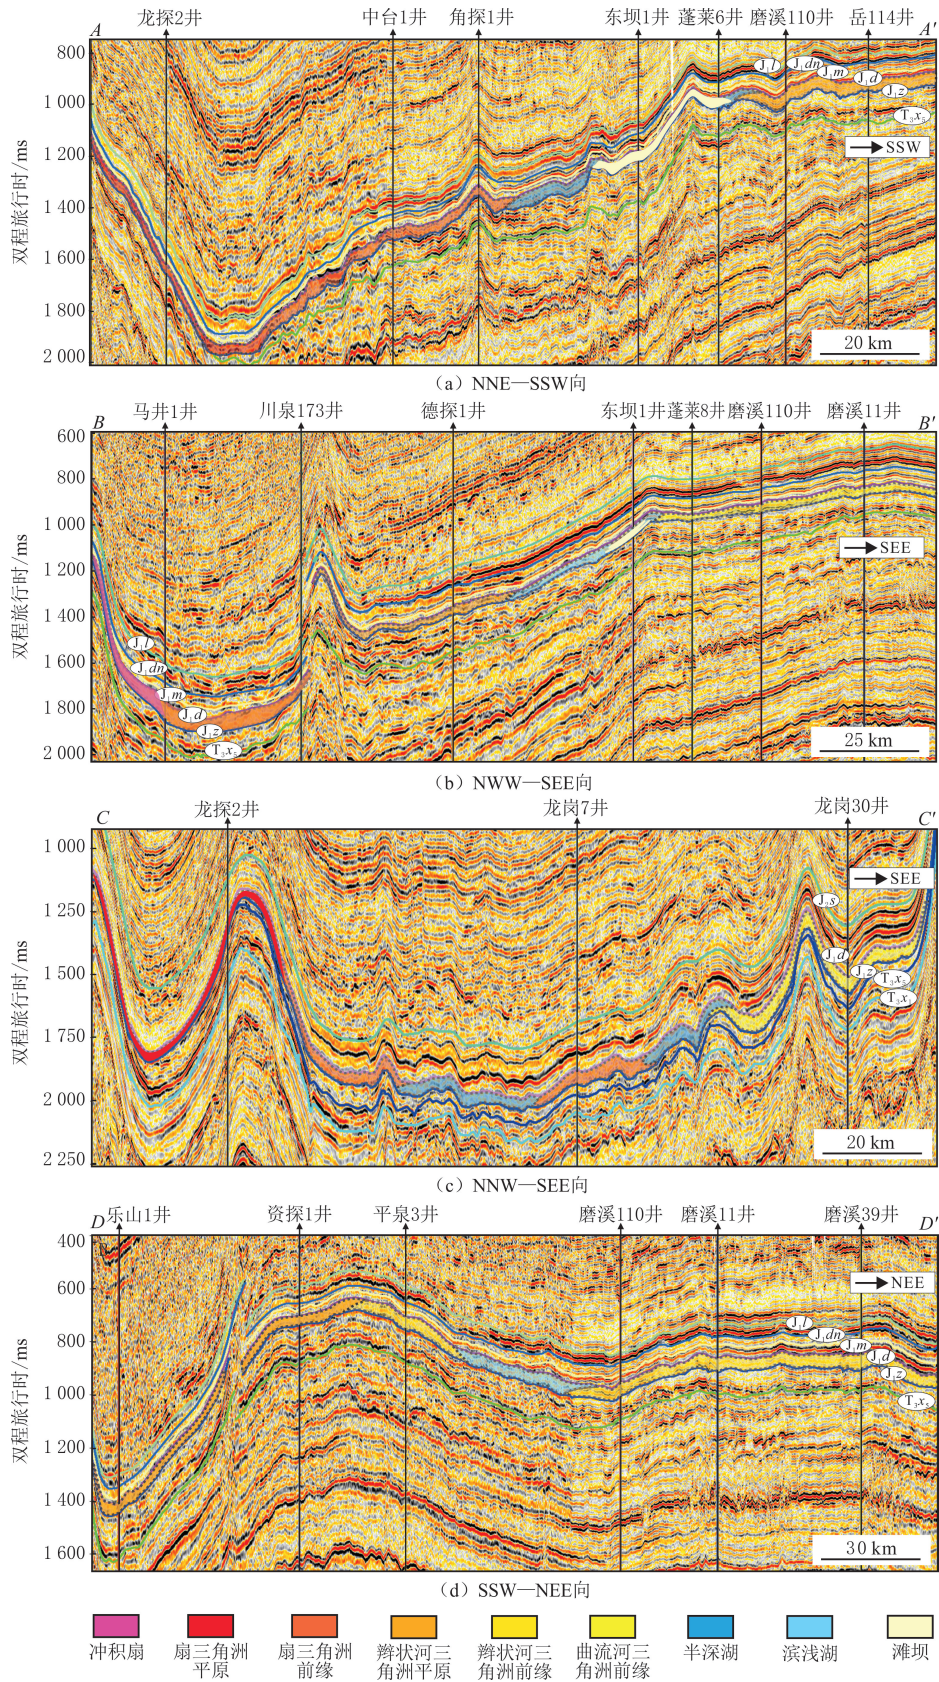 龙探2井 中台1井 角探1井 东坝1井 蓬莱6井 磨溪110井 岳114井
A A′
双程旅行时/ms
800
1 000
1 200
1 400
1 600
1 800
2 000
J₁l
J₁dn
J₁m
J₁d
J₁z
T₃x₅
SSW
20 km
(a) NNE—SSW向
马井1井 川泉173井 德探1井 东坝1井 蓬莱8井 磨溪110井 磨溪11井
B B′
双程旅行时/ms
600
800
1 000
1 200
1 400
1 600
1 800
2 000
SEE
J₁l
J₁dn
J₁m
J₁d
J₁z
T₃x₅
25 km
(b) NWW—SEE向
龙探2井 龙岗7井 龙岗30井
C C′
双程旅行时/ms
1 000
1 250
1 500
1 750
2 000
2 250
SEE
J₂s
J₁d
J₁z
T₃x₅
20 km
(c) NNW—SEE向
D 乐山1井 资探1井 平泉3井 磨溪110井 磨溪11井 磨溪39井 D′
双程旅行时/ms
400
600
800
1 000
1 200
1 400
1 600
NEE
J₁l
J₁dn
J₁m
J₁d
J₁z
T₃x₅
30 km
(d) SSW—NEE向
冲积扇 扇三角洲平原 扇三角洲前缘 辫状河三角洲平原 辫状河三角洲前缘 曲流河三角洲前缘 半深湖 滨浅湖 滩坝